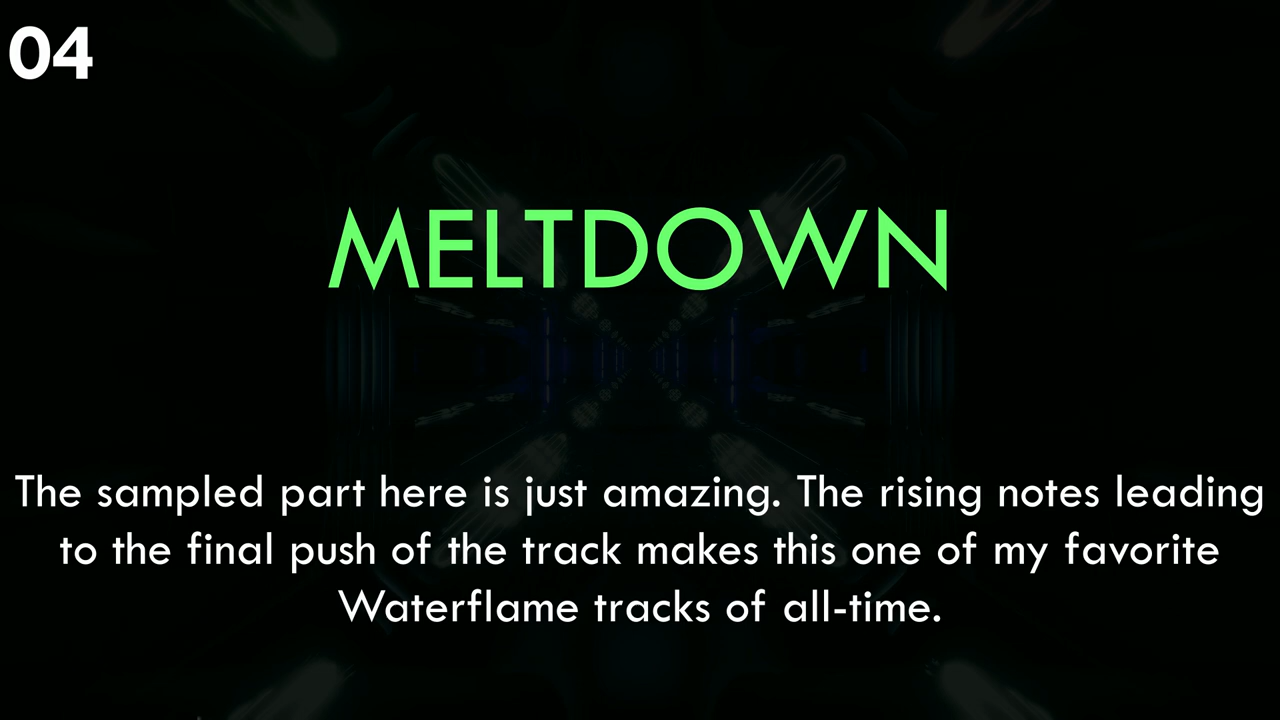 04
MELTDOWN
The sampled part here is just amazing. The rising notes leading
to the final push of the track makes this one of my favorite
Waterflame tracks of all-time.